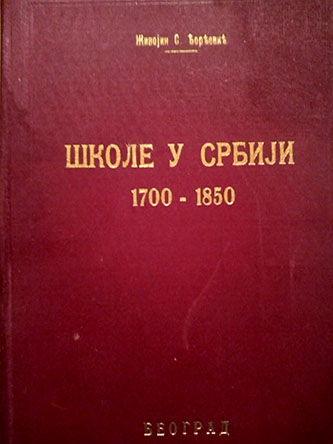 Живојин С. Ђорђевић
ШКОЛЕ У СРБИЈИ
1700 - 1850
БЕОГРАД